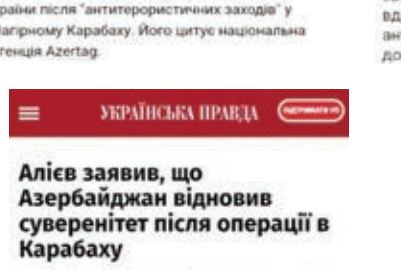 країни після "антитерористичних заходів" у
Нагірному Карабаху. Його цитує національна
агенція Azertag.
УКРАЇНСЬКА ПРАВДА
Алієв заявив, що
Азербайджан відновив
суверенітет після операції в
Карабаху